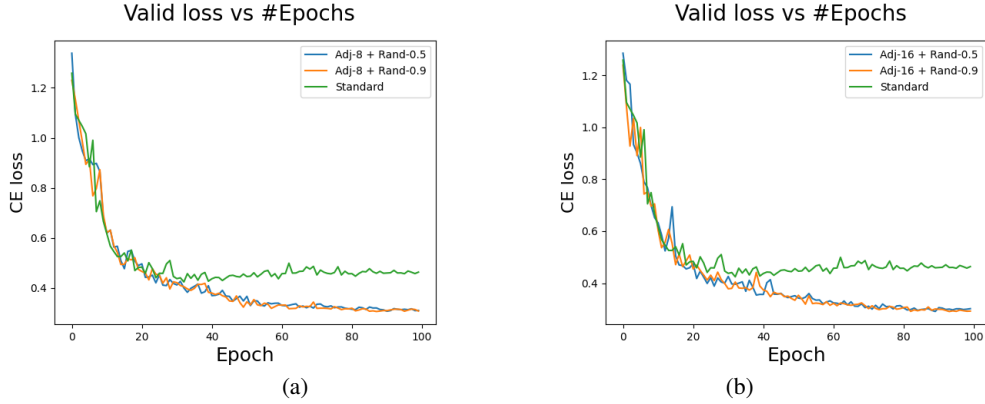 Valid loss vs #Epochs
Adj-8 + Rand-0.5
Adj-8 + Rand-0.9
Standard
1.2
1.0
0.8
0.6
0.4
CE loss
0 20 40 60 80 100
Epoch
(a)
Valid loss vs #Epochs
Adj-16 + Rand-0.5
Adj-16 + Rand-0.9
Standard
1.2
1.0
0.8
0.6
0.4
CE loss
0 20 40 60 80 100
Epoch
(b)